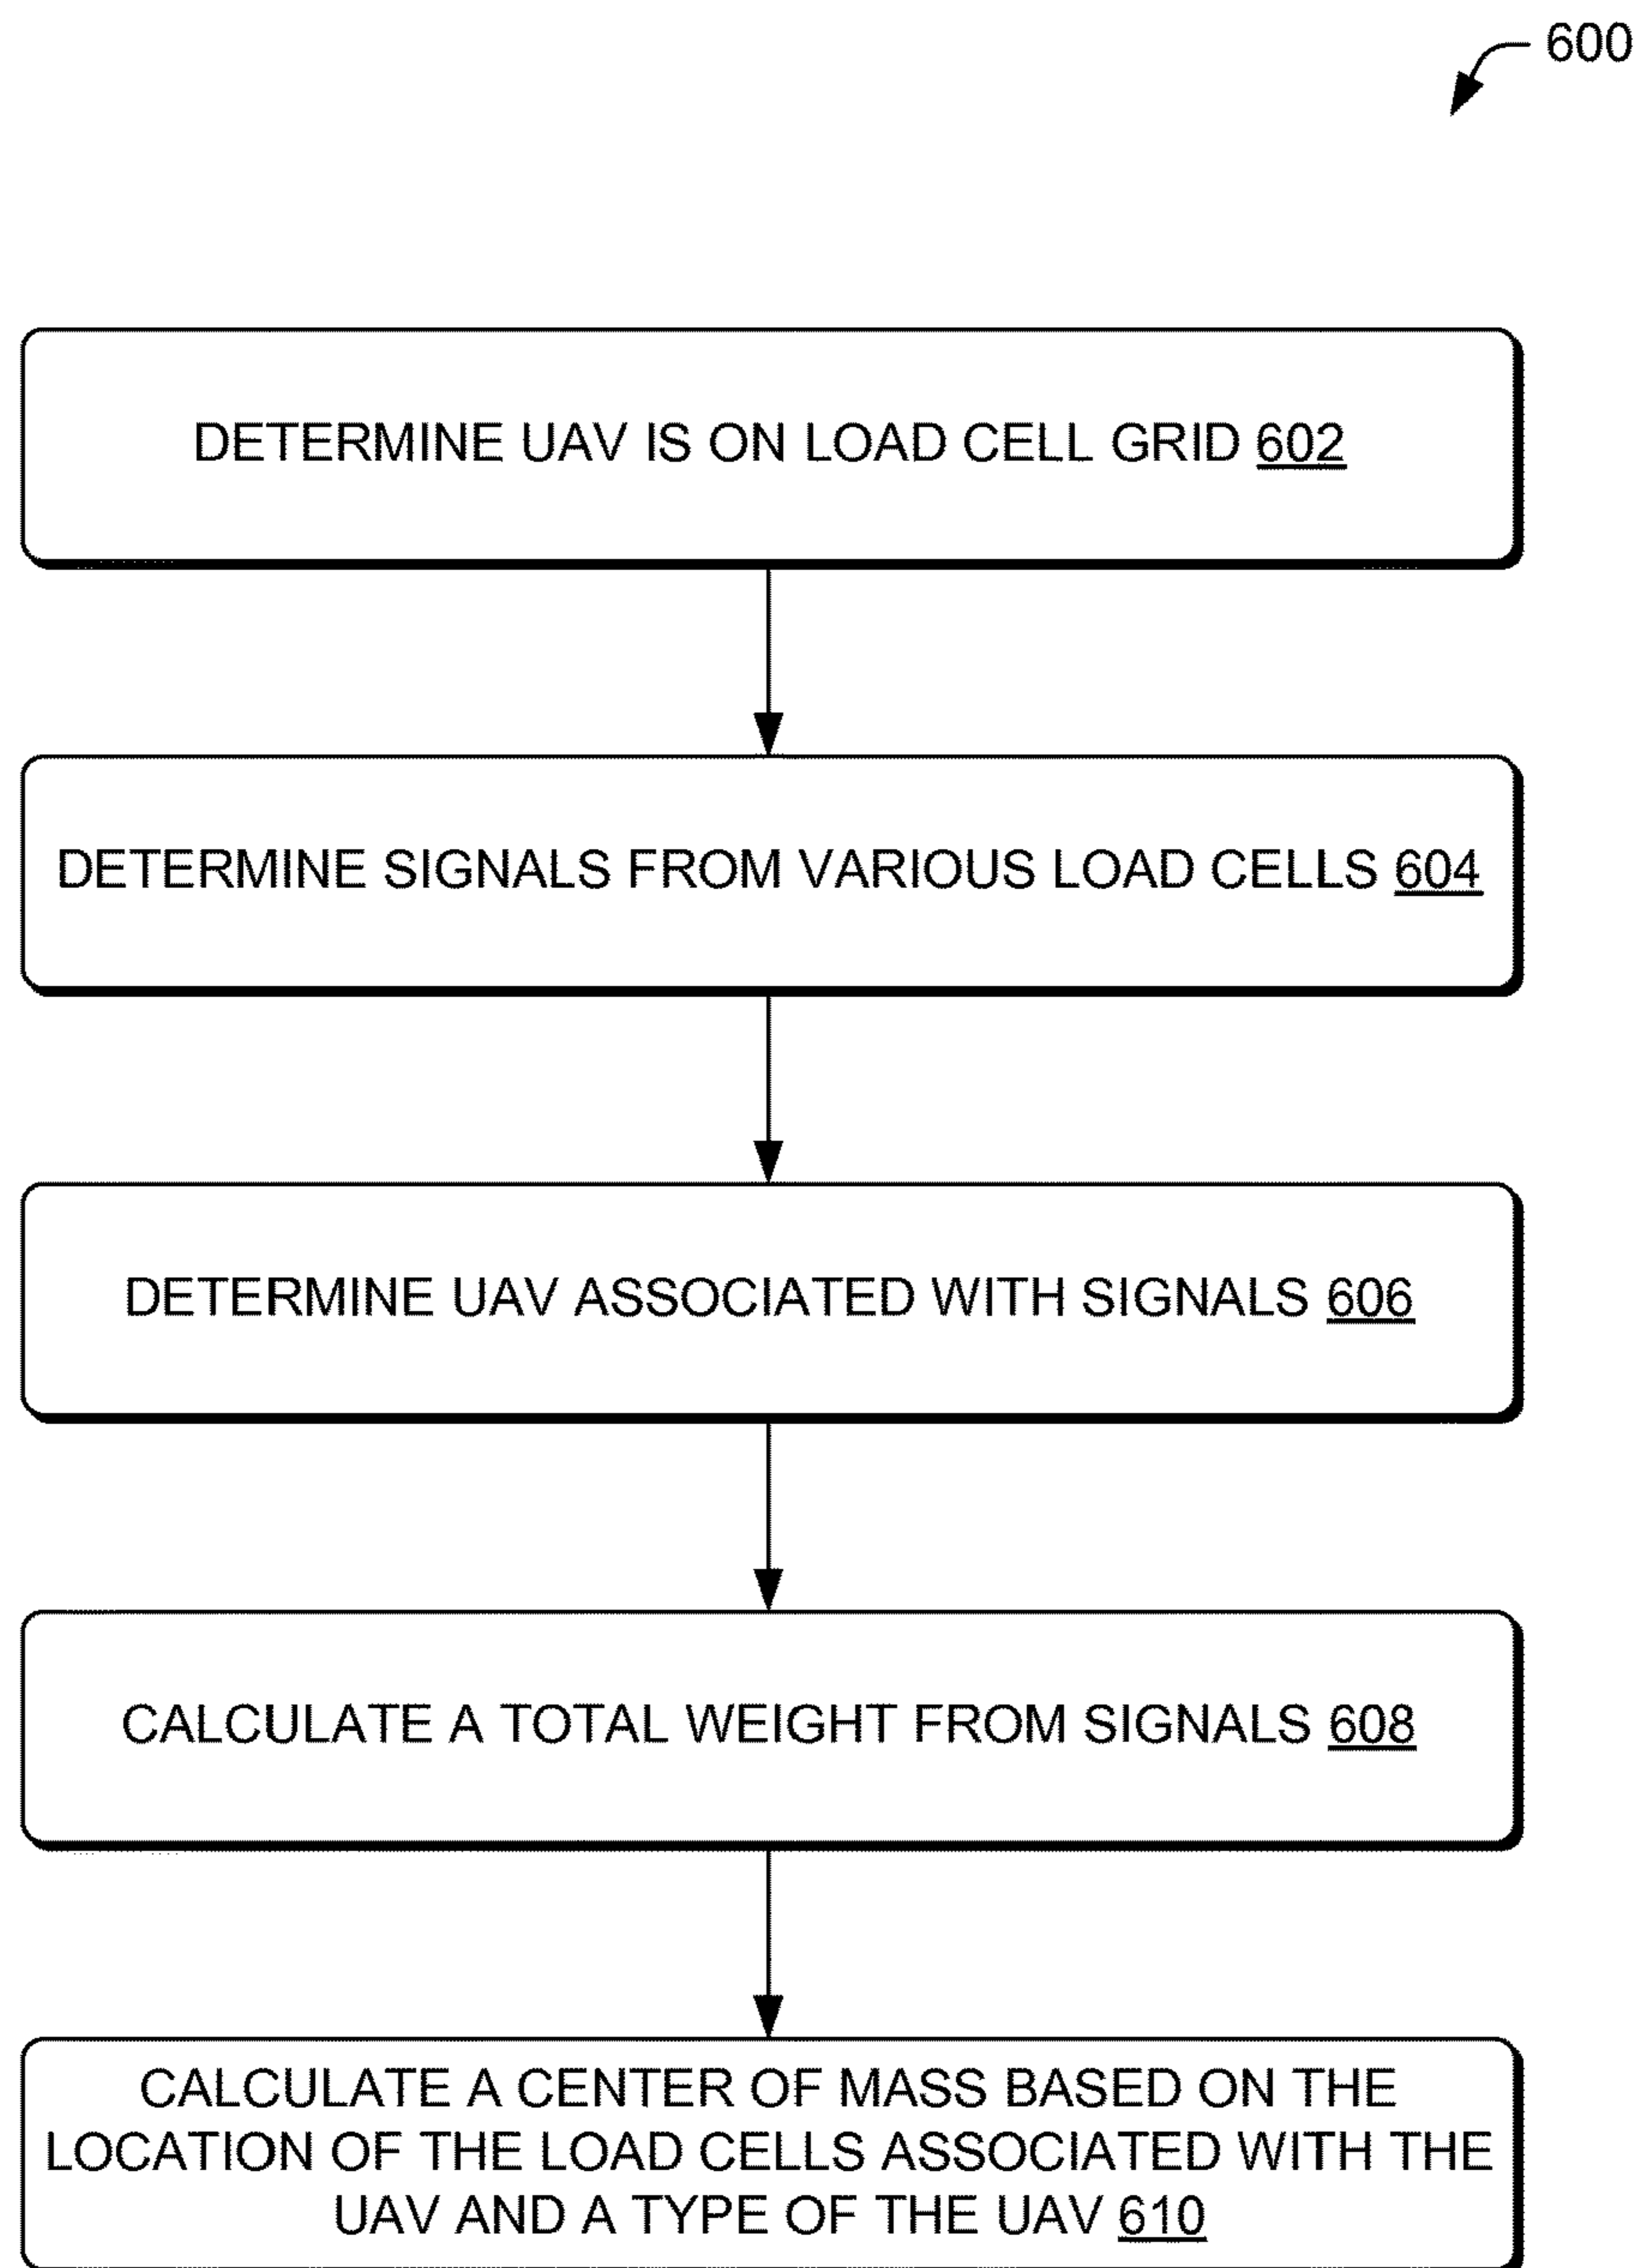 600
DETERMINE UAV IS ON LOAD CELL GRID 602
DETERMINE SIGNALS FROM VARIOUS LOAD CELLS 604
DETERMINE UAV ASSOCIATED WITH SIGNALS 606
CALCULATE A TOTAL WEIGHT FROM SIGNALS 608
CALCULATE A CENTER OF MASS BASED ON THE
LOCATION OF THE LOAD CELLS ASSOCIATED WITH THE
UAV AND A TYPE OF THE UAV 610